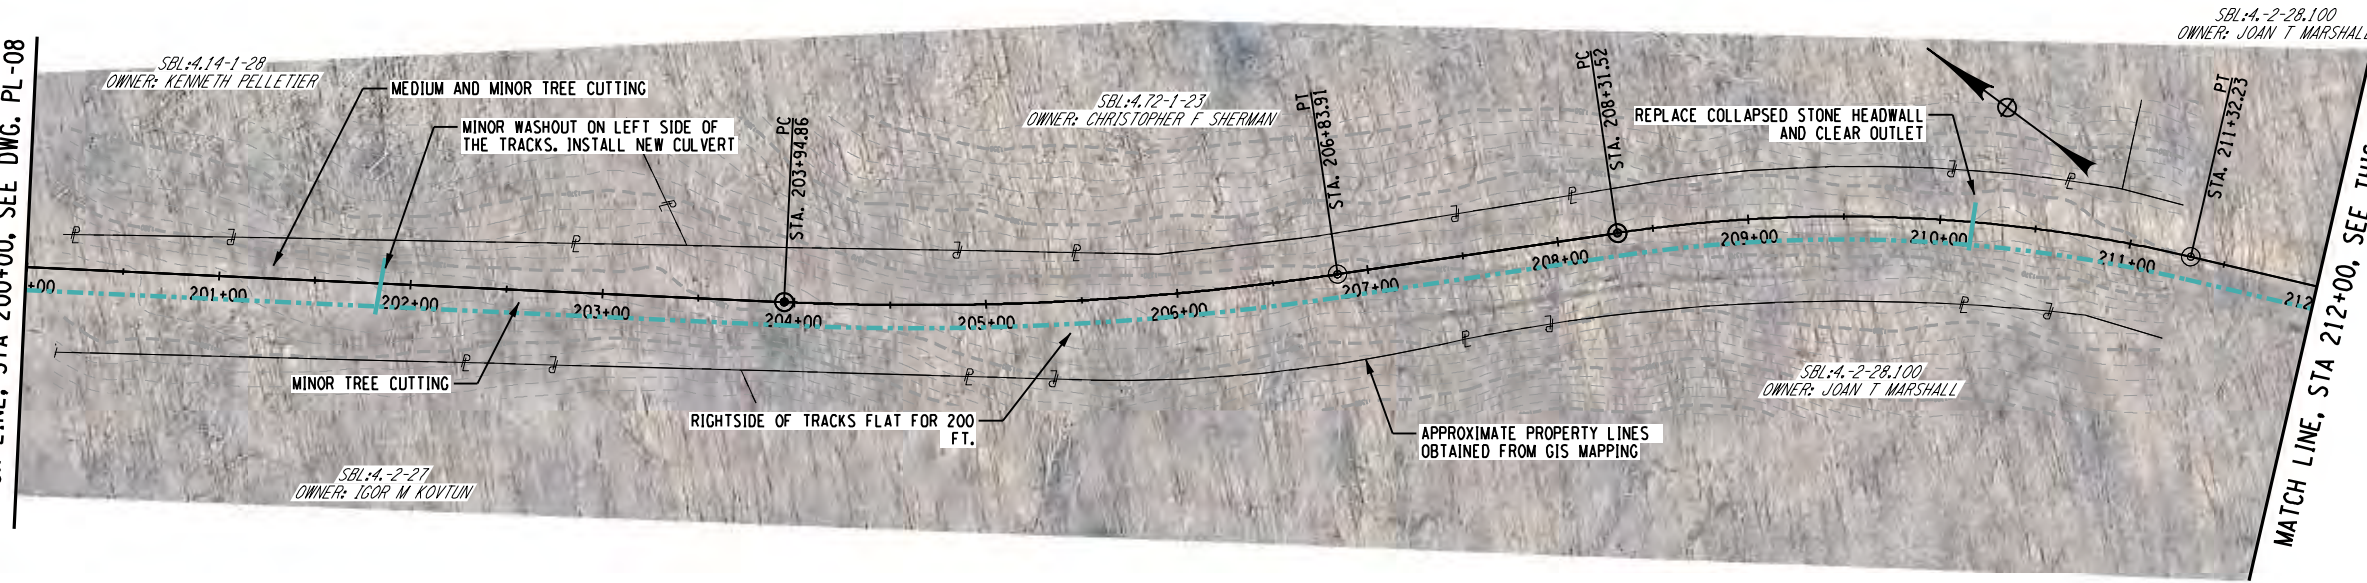 SEE DWG. PL-08
STA 200+00,
SBL:4.14-1-28
OWNER: KENNETH PELLETIER
MEDIUM AND MINOR TREE CUTTING
MINOR WASHOUT ON LEFT SIDE OF
THE TRACKS. INSTALL NEW CULVERT
PC
STA. 203+94.86
SBL:4.72-1-23
OWNER: CHRISTOPHER F SHERMAN
PT
STA. 206+83.91
PC
STA. 208+31.52
REPLACE COLLAPSED STONE HEADWALL
AND CLEAR OUTLET
SBL:4.-2-28.100
OWNER: JOAN T MARSHALL
PT
STA. 211+32.23
+00
201+00
202+00
203+00
204+00
205+00
206+00
207+00
208+00
209+00
210+00
211+00
212
MINOR TREE CUTTING
RIGHTSIDE OF TRACKS FLAT FOR 200
FT.
APPROXIMATE PROPERTY LINES
OBTAINED FROM GIS MAPPING
SBL:4.-2-28.100
OWNER: JOAN T MARSHALL
SBL:4.-2-27
OWNER: IGOR M KOVTUN
MATCH LINE, STA 212+00, SEE